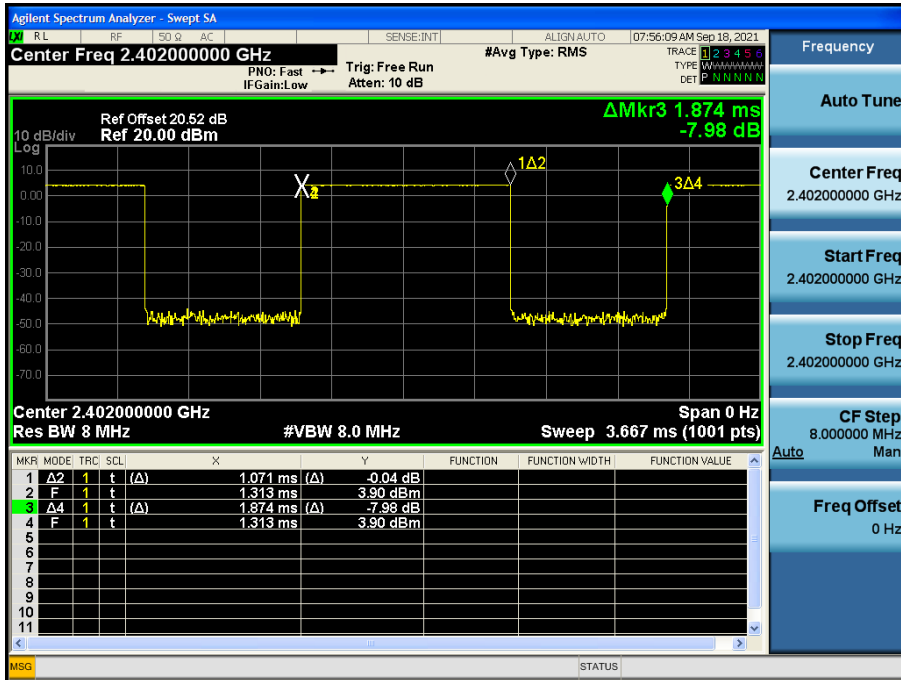 Agilent Spectrum Analyzer - Swept SA
LXI RL RF 50 Ω AC SENSE:INT ALIGN AUTO 07:56:09 AM Sep 18, 2021
Center Freq 2.402000000 GHz
PNO: Fast
IFGain:Low
Trig: Free Run
Atten: 10 dB
#Avg Type: RMS
TRACE 1 2 3 4 5 6
TYPE WWWWWW
DET P N N N N N
Ref Offset 20.52 dB
Ref 20.00 dBm
10 dB/div
Log
ΔMkr3 1.874 ms
-7.98 dB
10.0
0.00
-10.0
-20.0
-30.0
-40.0
-50.0
-60.0
-70.0
1Δ2
3Δ4
Center 2.402000000 GHz
Span 0 Hz
Res BW 8 MHz
#VBW 8.0 MHz
Sweep 3.667 ms (1001 pts)
MKR MODE TRC SCL X Y FUNCTION FUNCTION WIDTH FUNCTION VALUE
1 Δ2 1 t (Δ) 1.071 ms (Δ) -0.04 dB
2 F 1 t 1.313 ms 3.90 dBm
3 Δ4 1 t (Δ) 1.874 ms (Δ) -7.98 dB
4 F 1 t 1.313 ms 3.90 dBm
5
6
7
8
9
10
11
MSG
STATUS
Frequency
Auto Tune
Center Freq
2.402000000 GHz
Start Freq
2.402000000 GHz
Stop Freq
2.402000000 GHz
CF Step
8.000000 MHz
Auto Man
Freq Offset
0 Hz